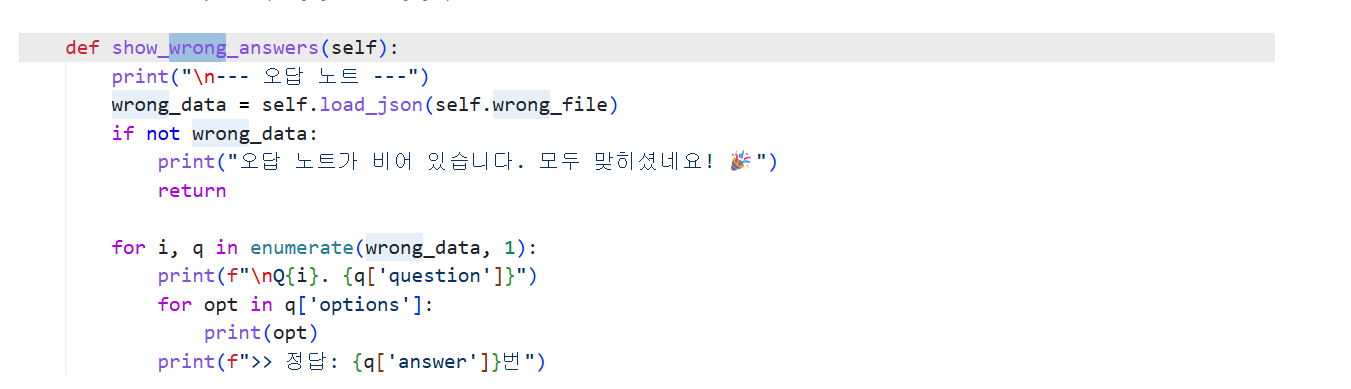 def show_wrong_answers(self):
print("\n--- 오답 노트 ---")
wrong_data = self.load_json(self.wrong_file)
if not wrong_data:
print("오답 노트가 비어 있습니다. 모두 맞히셨네요! 🎉")
return
for i, q in enumerate(wrong_data, 1):
print(f"\nQ{i}. {q['question']}")
for opt in q['options']:
print(opt)
print(f">> 정답: {q['answer']}번")